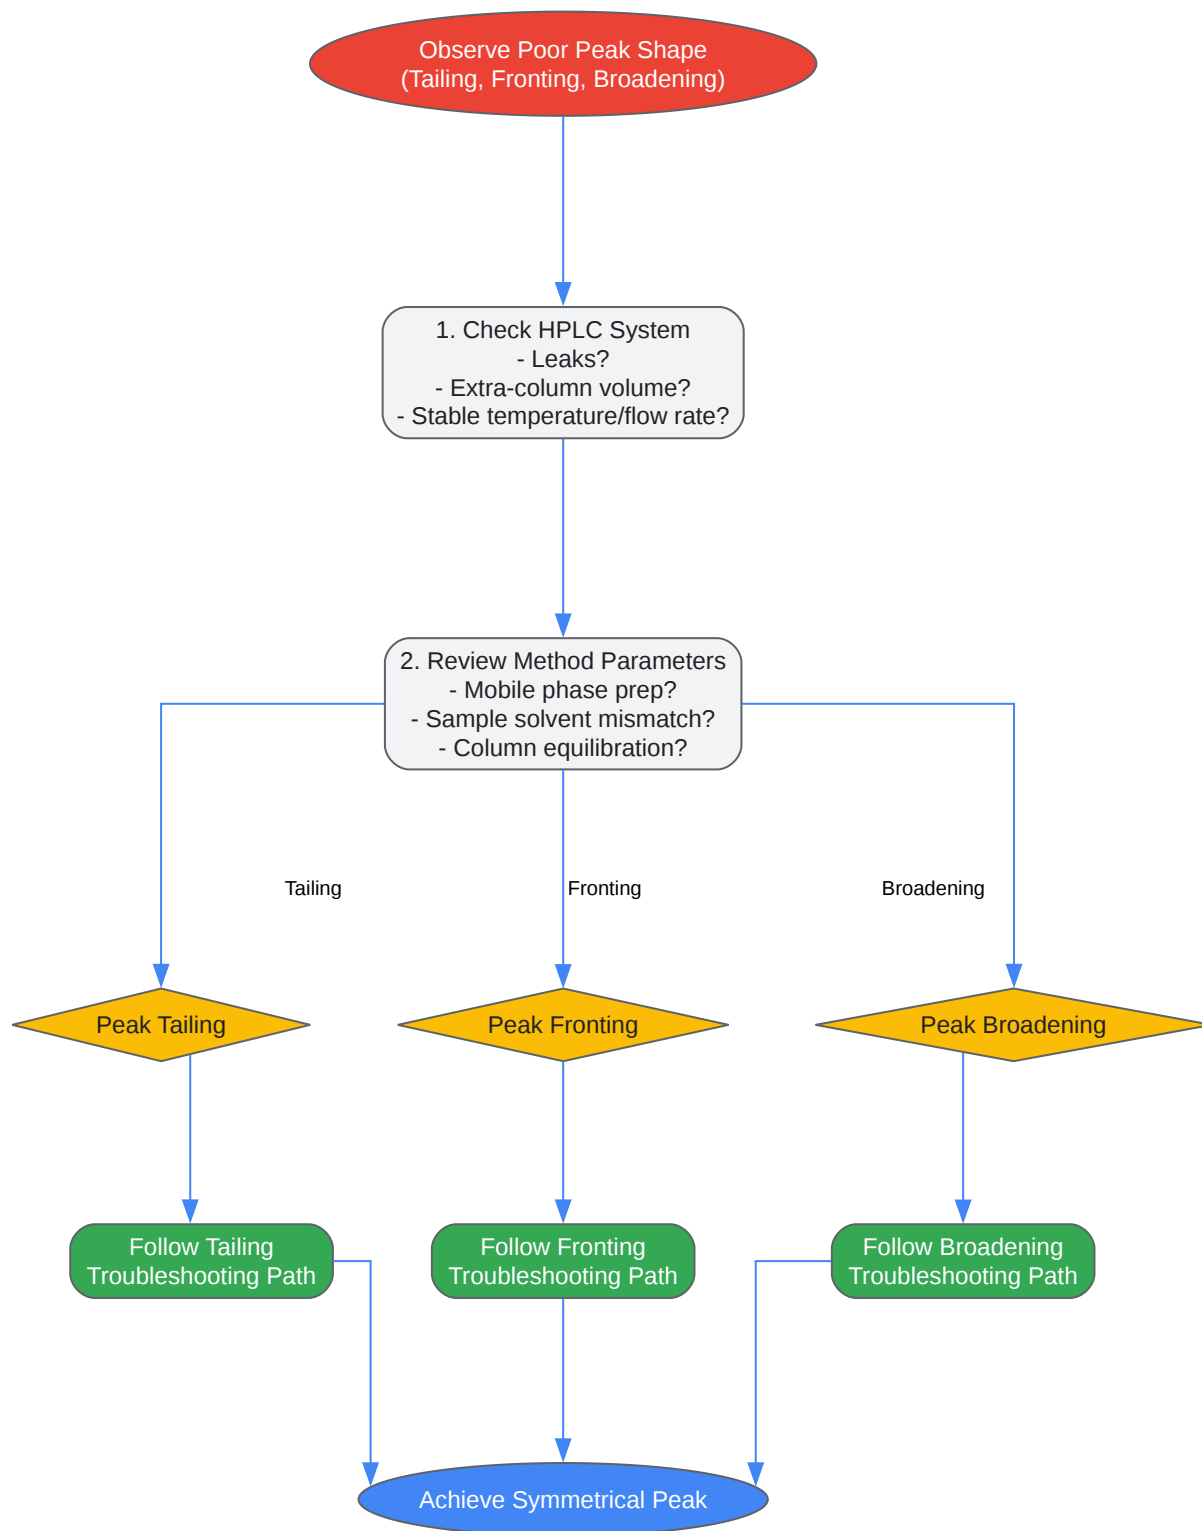 Observe Poor Peak Shape
(Tailing, Fronting, Broadening)
1. Check HPLC System
- Leaks?
- Extra-column volume?
- Stable temperature/flow rate?
2. Review Method Parameters
- Mobile phase prep?
- Sample solvent mismatch?
- Column equilibration?
Tailing
Fronting
Broadening
Peak Tailing
Peak Fronting
Peak Broadening
Follow Tailing
Troubleshooting Path
Follow Fronting
Troubleshooting Path
Follow Broadening
Troubleshooting Path
Achieve Symmetrical Peak